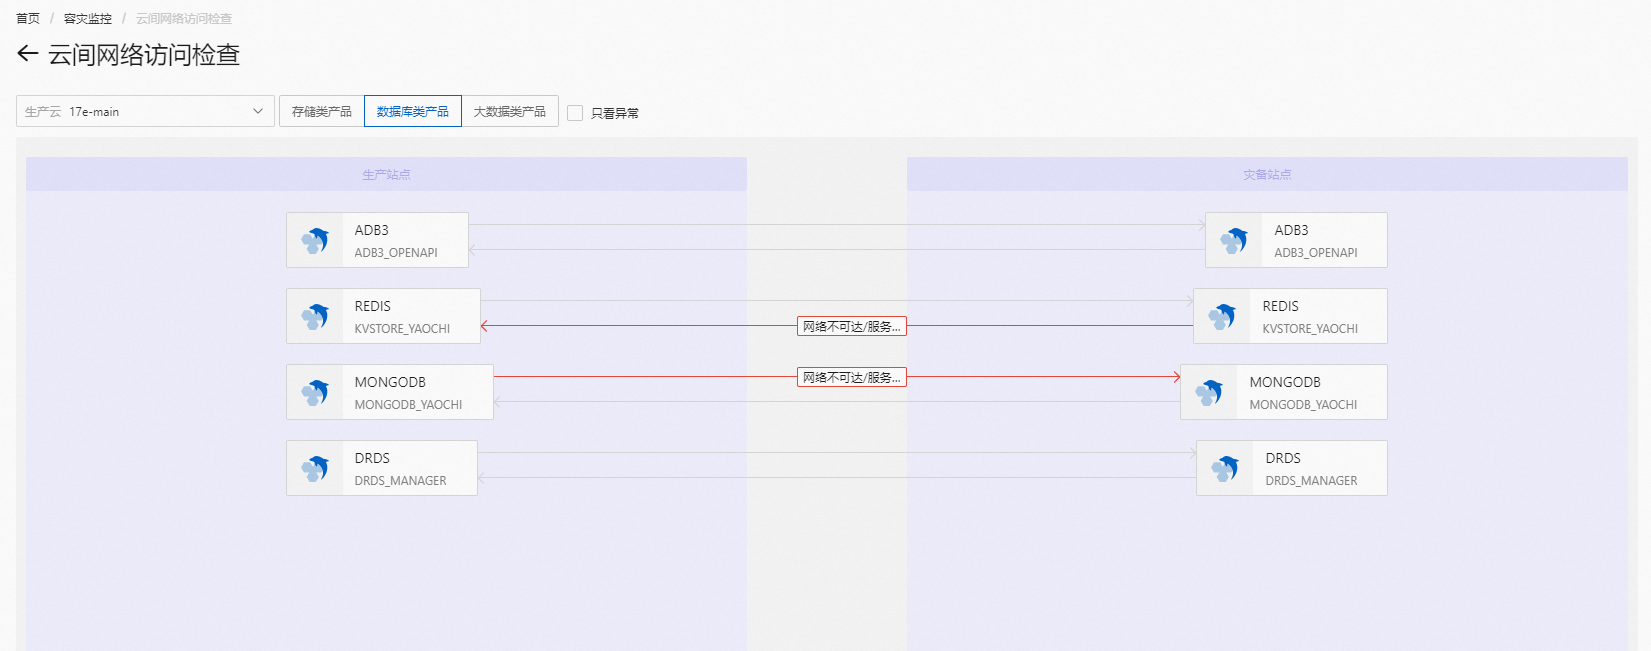 首页 / 容灾监控 / 云间网络访问检查
云间网络访问检查
生产云 17e-main 存储类产品 数据库类产品 大数据类产品 只看异常
生产站点 灾备站点
ADB3
ADB3_OPENAPI
ADB3
ADB3_OPENAPI
REDIS
KVSTORE_YAOCHI
网络不可达/服务...
REDIS
KVSTORE_YAOCHI
MONGODB
MONGODB_YAOCHI
网络不可达/服务...
MONGODB
MONGODB_YAOCHI
DRDS
DRDS_MANAGER
DRDS
DRDS_MANAGER